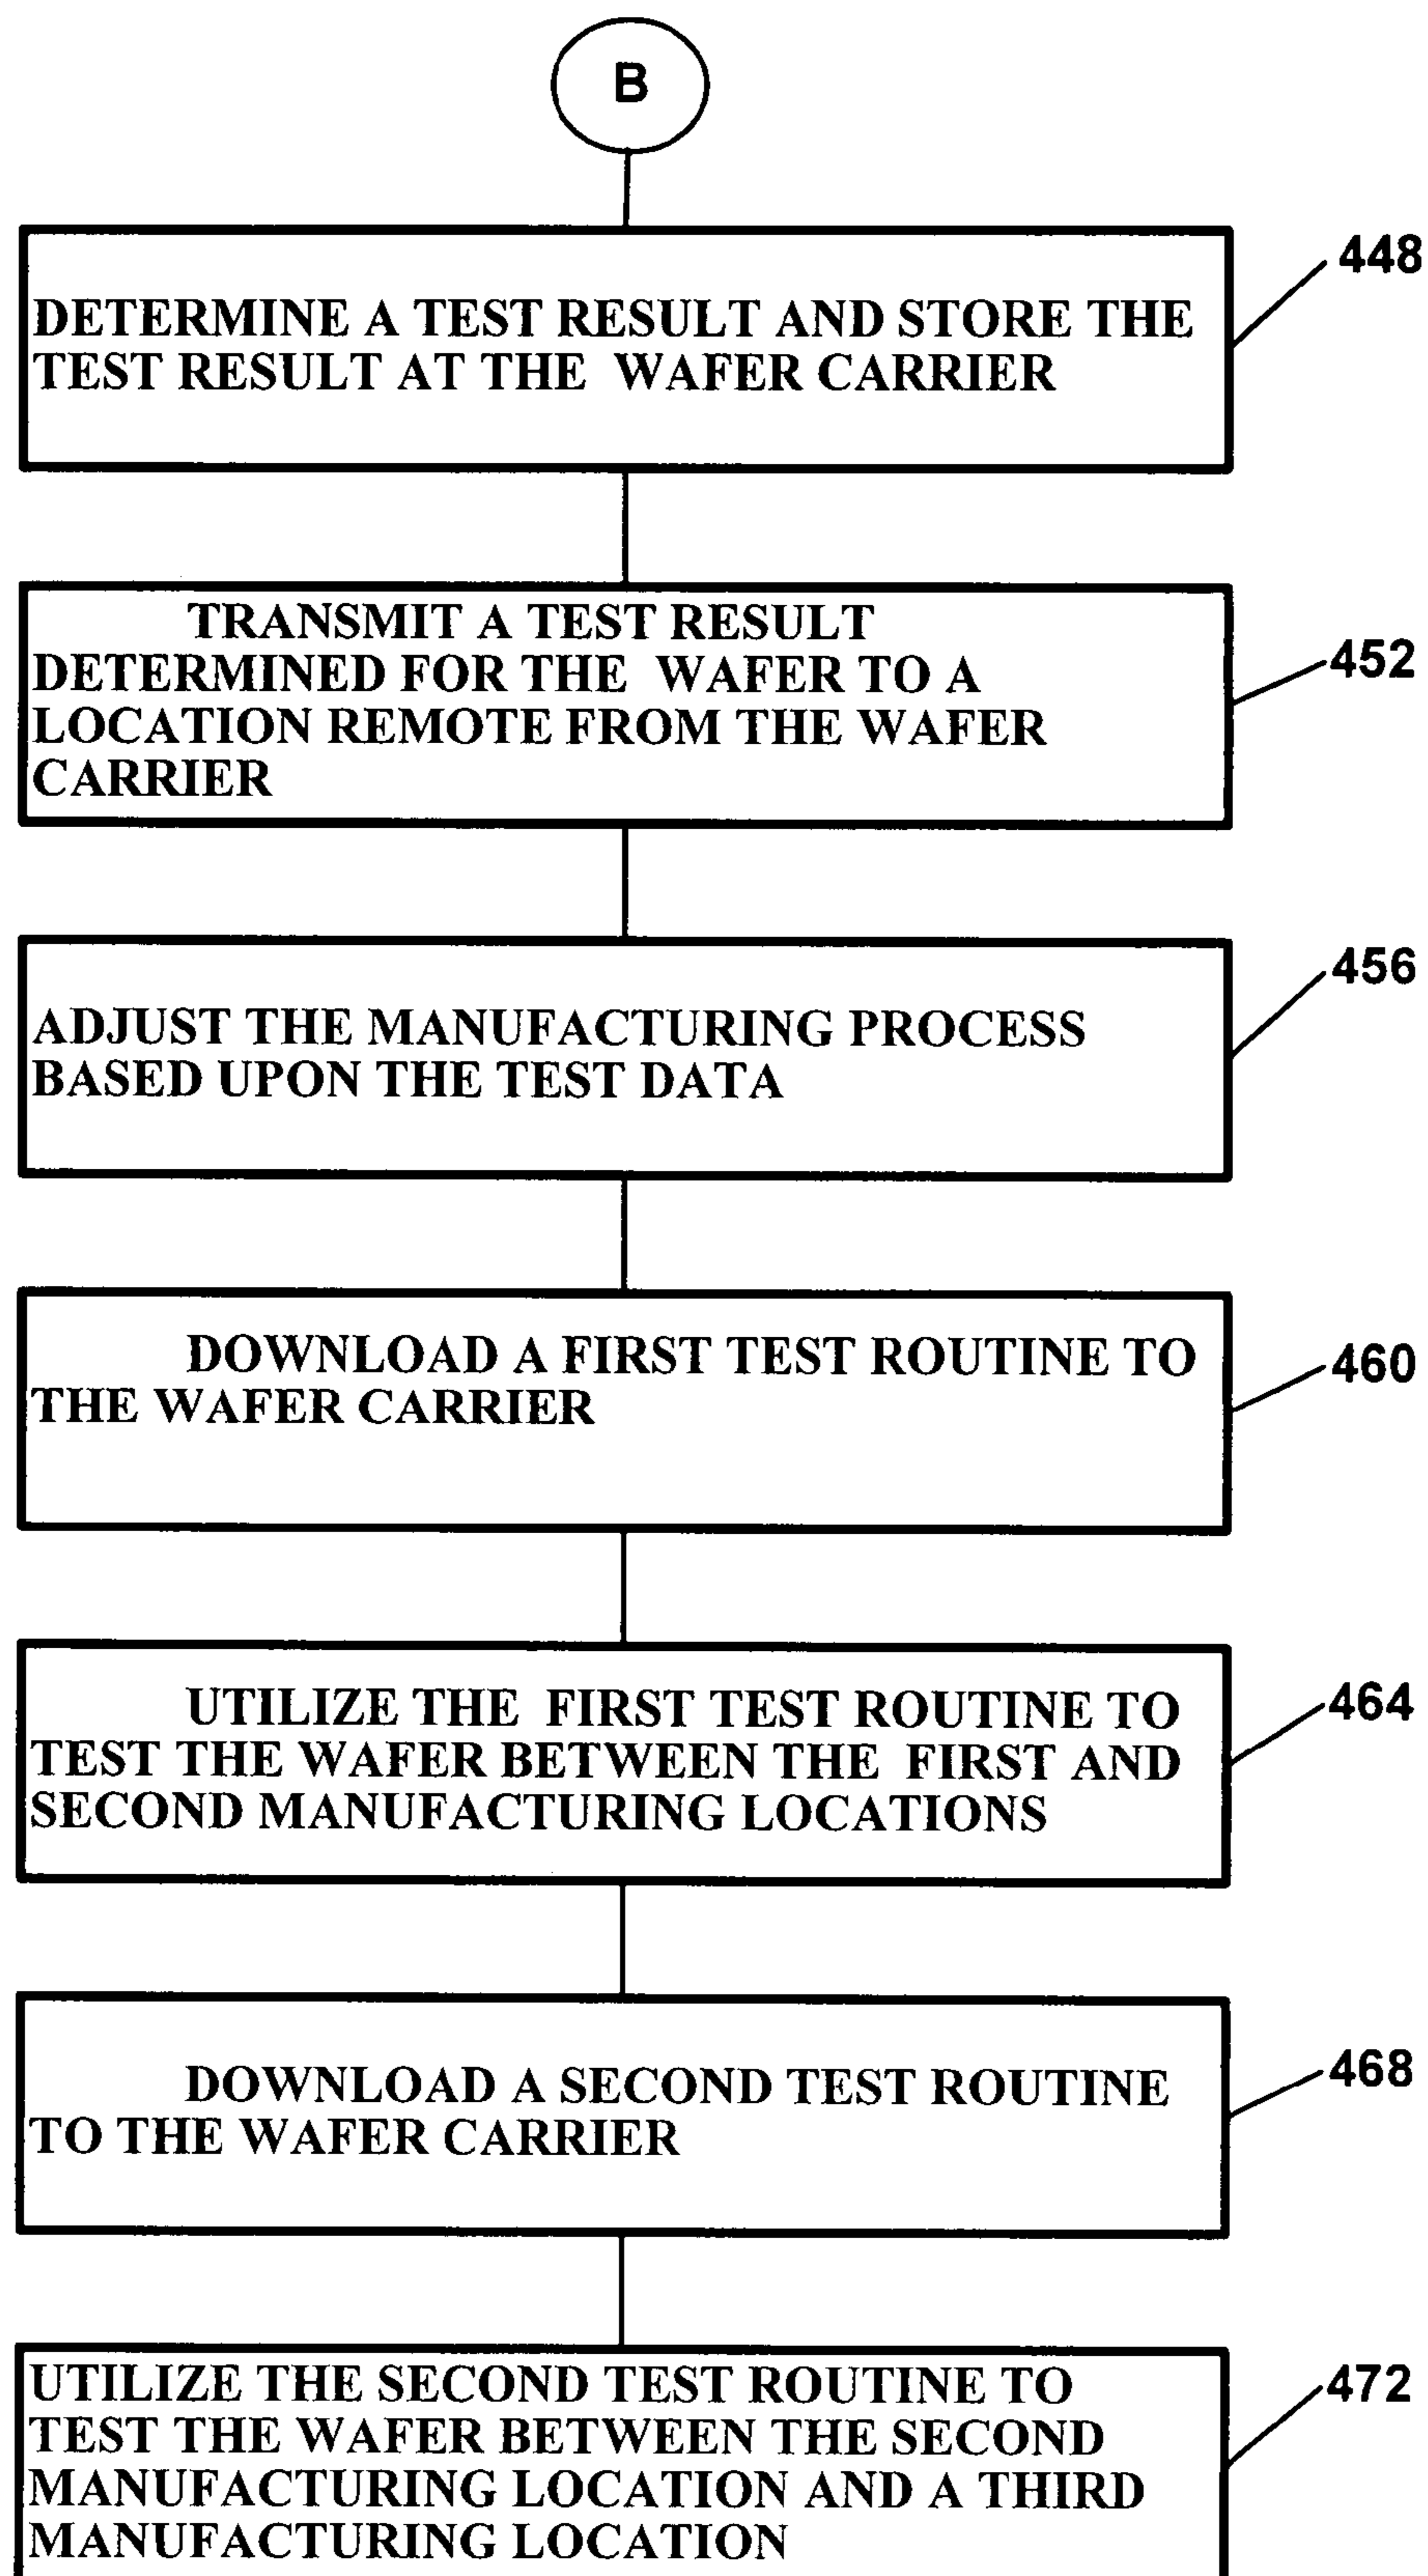 B
448
DETERMINE A TEST RESULT AND STORE THE
TEST RESULT AT THE WAFER CARRIER
TRANSMIT A TEST RESULT
DETERMINED FOR THE WAFER TO A
LOCATION REMOTE FROM THE WAFER
CARRIER
452
ADJUST THE MANUFACTURING PROCESS
BASED UPON THE TEST DATA
456
DOWNLOAD A FIRST TEST ROUTINE TO
THE WAFER CARRIER
460
UTILIZE THE FIRST TEST ROUTINE TO
TEST THE WAFER BETWEEN THE FIRST AND
SECOND MANUFACTURING LOCATIONS
464
DOWNLOAD A SECOND TEST ROUTINE
TO THE WAFER CARRIER
468
UTILIZE THE SECOND TEST ROUTINE TO
TEST THE WAFER BETWEEN THE SECOND
MANUFACTURING LOCATION AND A THIRD
MANUFACTURING LOCATION
472